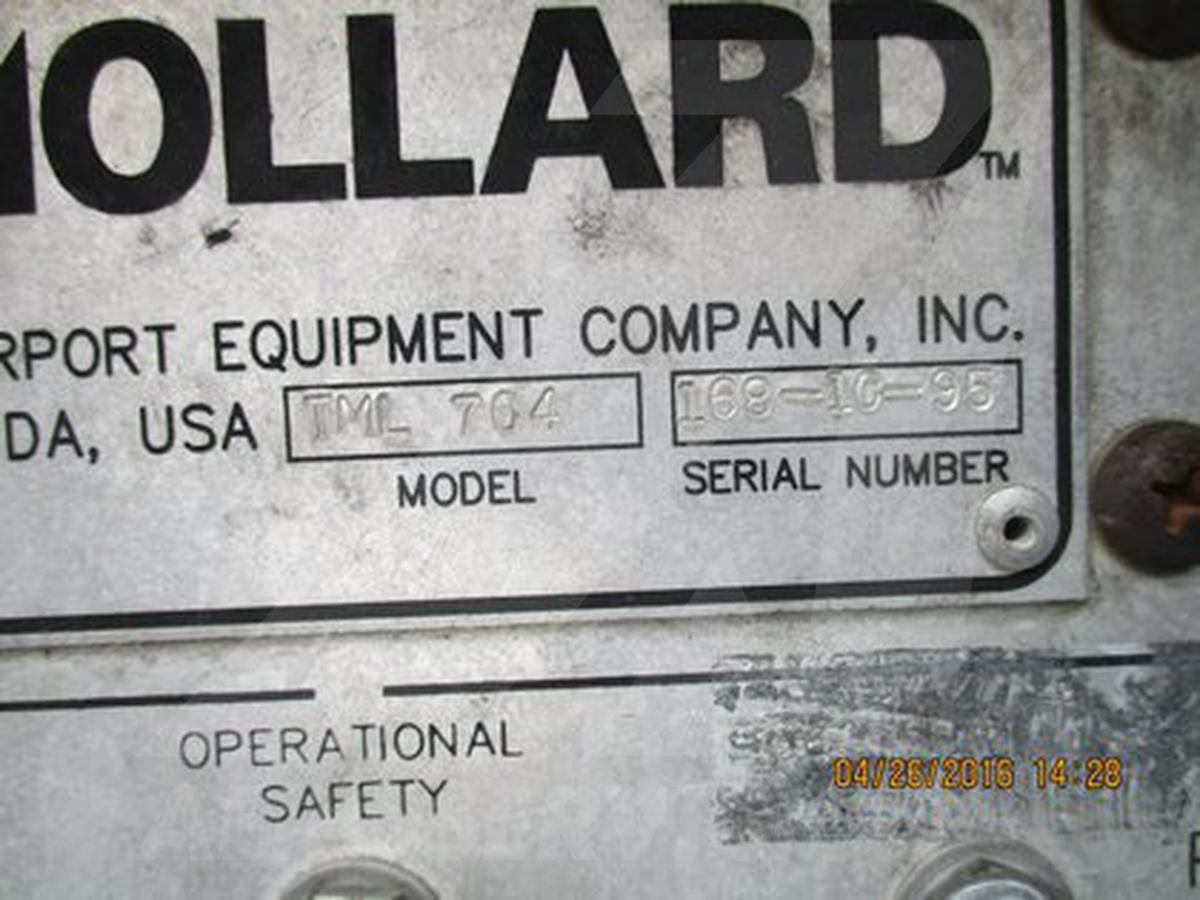 MOLLARD™
RPORT EQUIPMENT COMPANY, INC.
DA, USA TML 704 168-10-95
MODEL SERIAL NUMBER
OPERATIONAL
SAFETY
04/26/2016 14:28